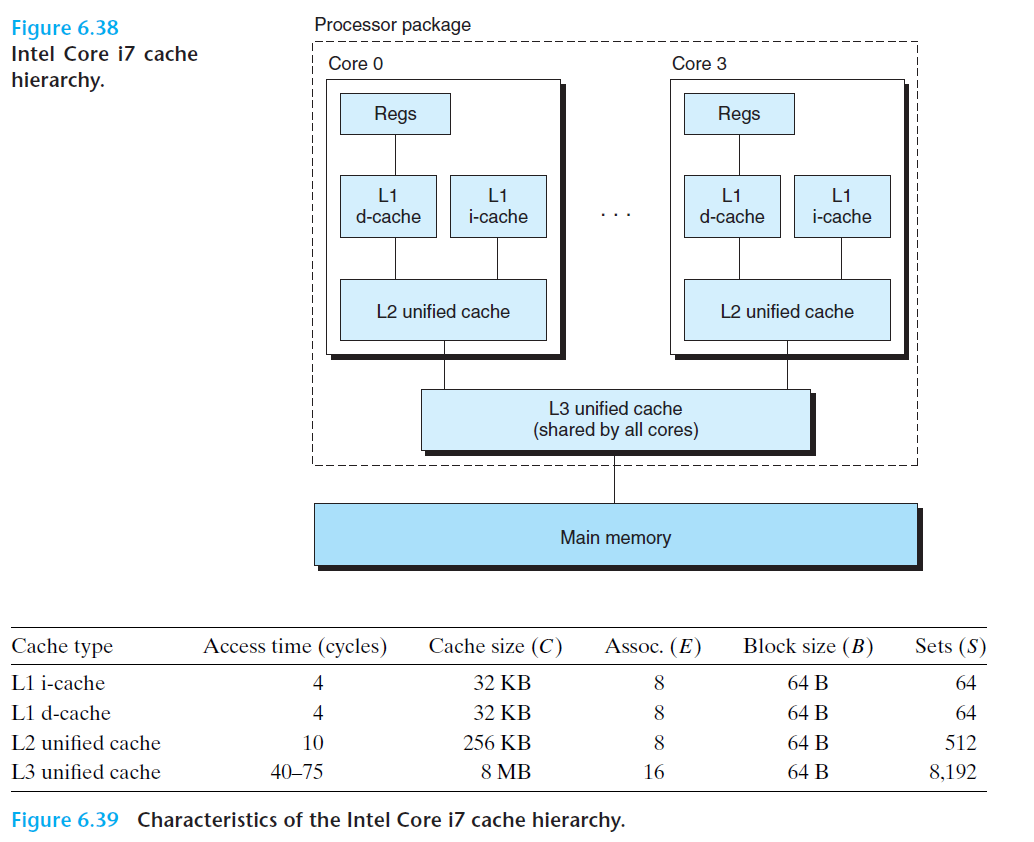 Figure 6.38
Intel Core i7 cache
hierarchy.
Processor package
Core 0
Regs
L1
d-cache
L1
i-cache
L2 unified cache
. . .
Core 3
Regs
L1
d-cache
L1
i-cache
L2 unified cache
L3 unified cache
(shared by all cores)
Main memory
Cache type Access time (cycles) Cache size (C) Assoc. (E) Block size (B) Sets (S)
L1 i-cache 4 32 KB 8 64 B 64
L1 d-cache 4 32 KB 8 64 B 64
L2 unified cache 10 256 KB 8 64 B 512
L3 unified cache 40–75 8 MB 16 64 B 8,192
Figure 6.39 Characteristics of the Intel Core i7 cache hierarchy.